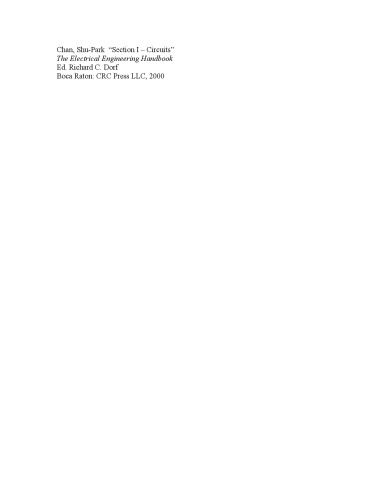 Chan, Shu-Park  “Section I – Circuits”
The Electrical Engineering Handbook
Ed. Richard C. Dorf
Boca Raton: CRC Press LLC, 2000